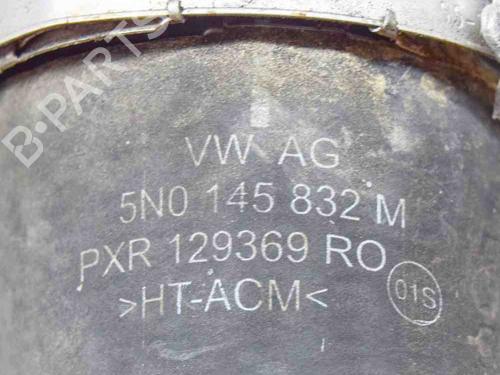 B-PARTS
VW AG
5N0 145 832 M
PXR 129369 RO
>HT-ACM<
01S